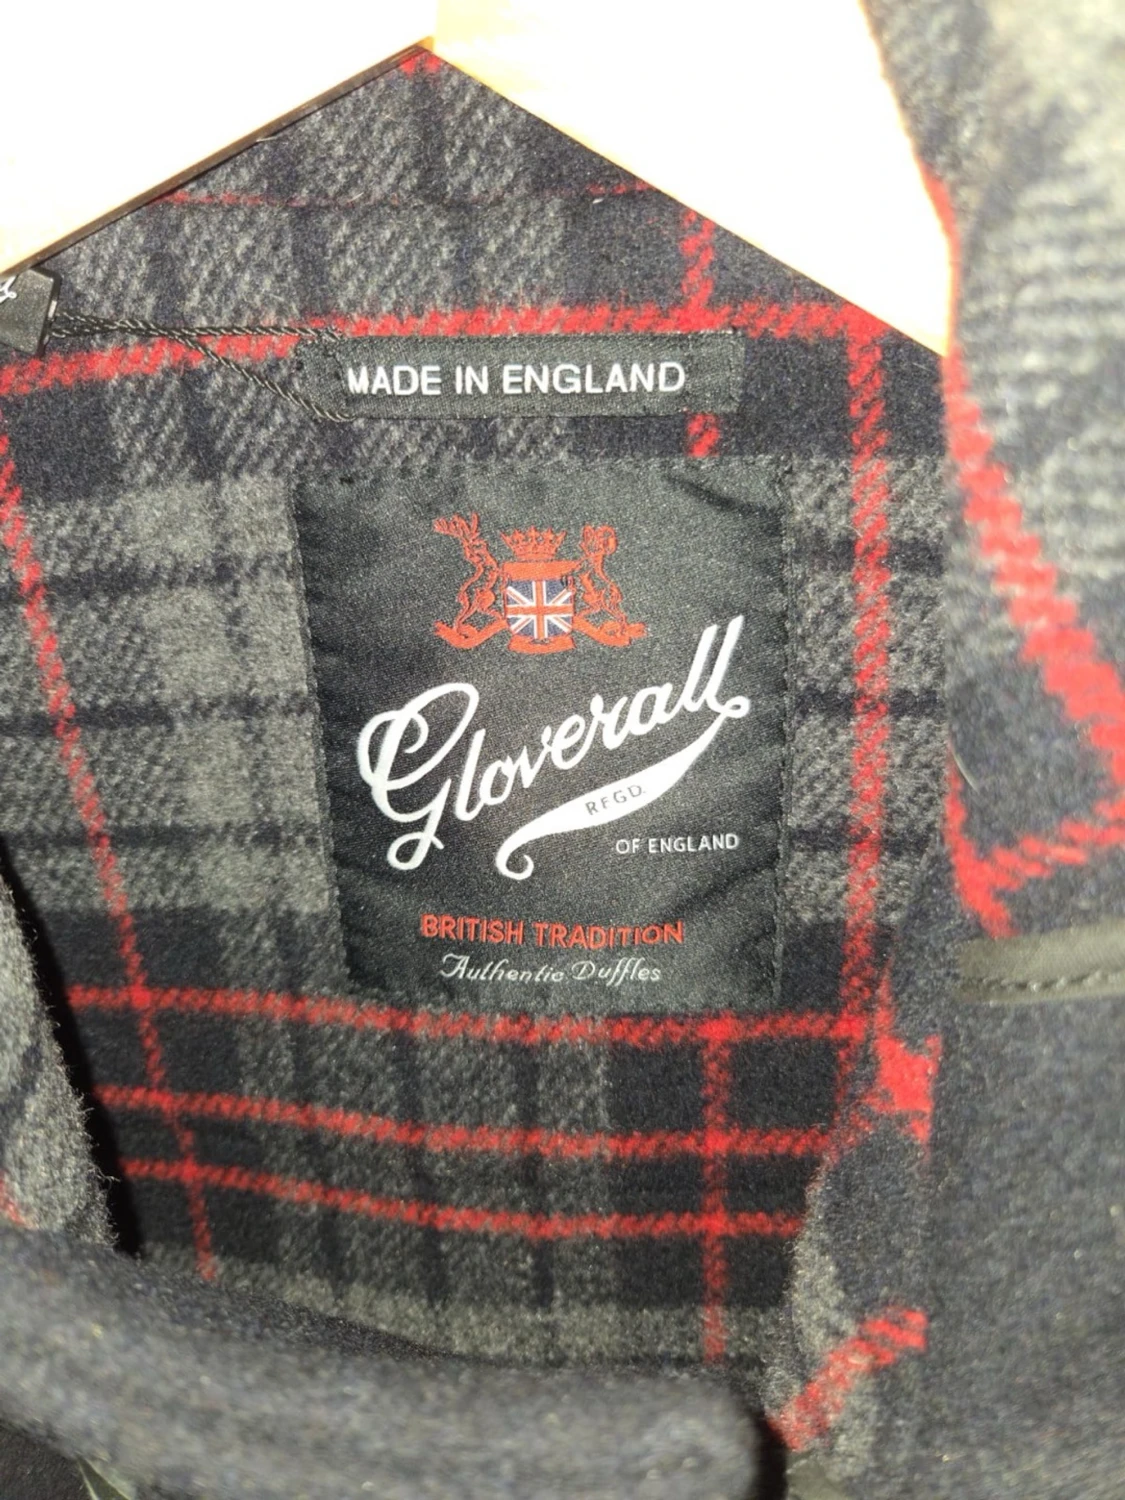 MADE IN ENGLAND
Gloverall
REGD.
OF ENGLAND
BRITISH TRADITION
Authentic Duffles